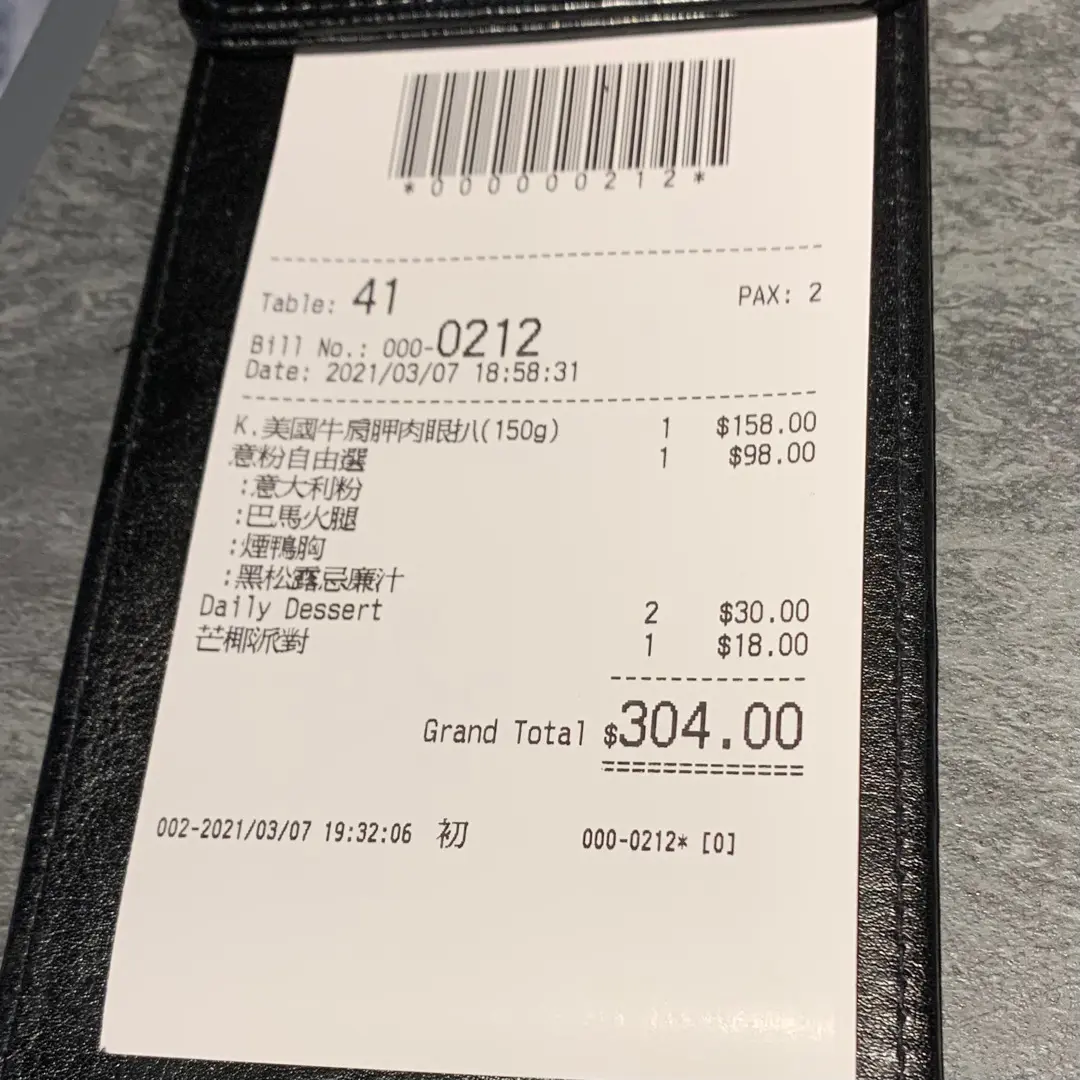 *000000212*
Table: 41 PAX: 2
Bill No.: 000-0212
Date: 2021/03/07 18:58:31
K.美國牛肩胛肉眼扒(150g) 1 $158.00
意粉自由選 1 $98.00
:意大利粉
:巴馬火腿
:煙鴨胸
:黑松露忌廉汁
Daily Dessert 2 $30.00
芒椰派對 1 $18.00
Grand Total $304.00
002-2021/03/07 19:32:06 初 000-0212* [0]